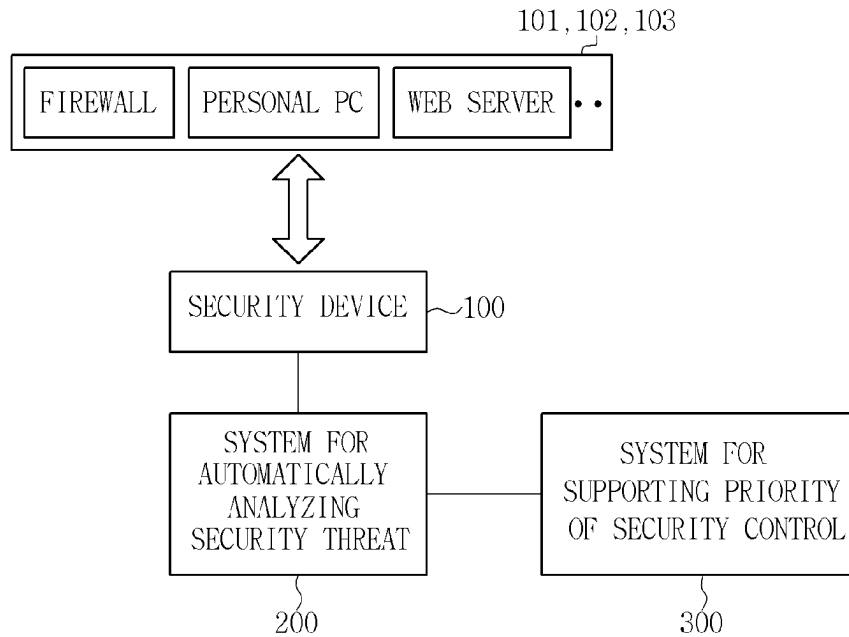 101, 102, 103
FIREWALL
PERSONAL PC
WEB SERVER
SECURITY DEVICE
100
SYSTEM FOR
AUTOMATICALLY
ANALYZING
SECURITY THREAT
SYSTEM FOR
SUPPORTING PRIORITY
OF SECURITY CONTROL
200
300